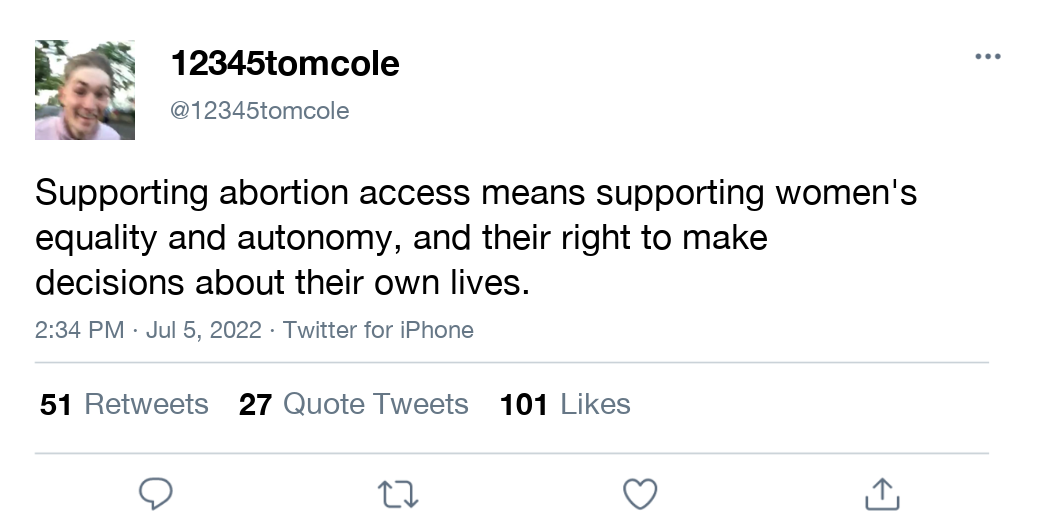 12345tomcole
@12345tomcole
Supporting abortion access means supporting women's
equality and autonomy, and their right to make
decisions about their own lives.
2:34 PM · Jul 5, 2022 · Twitter for iPhone
51 Retweets 27 Quote Tweets 101 Likes